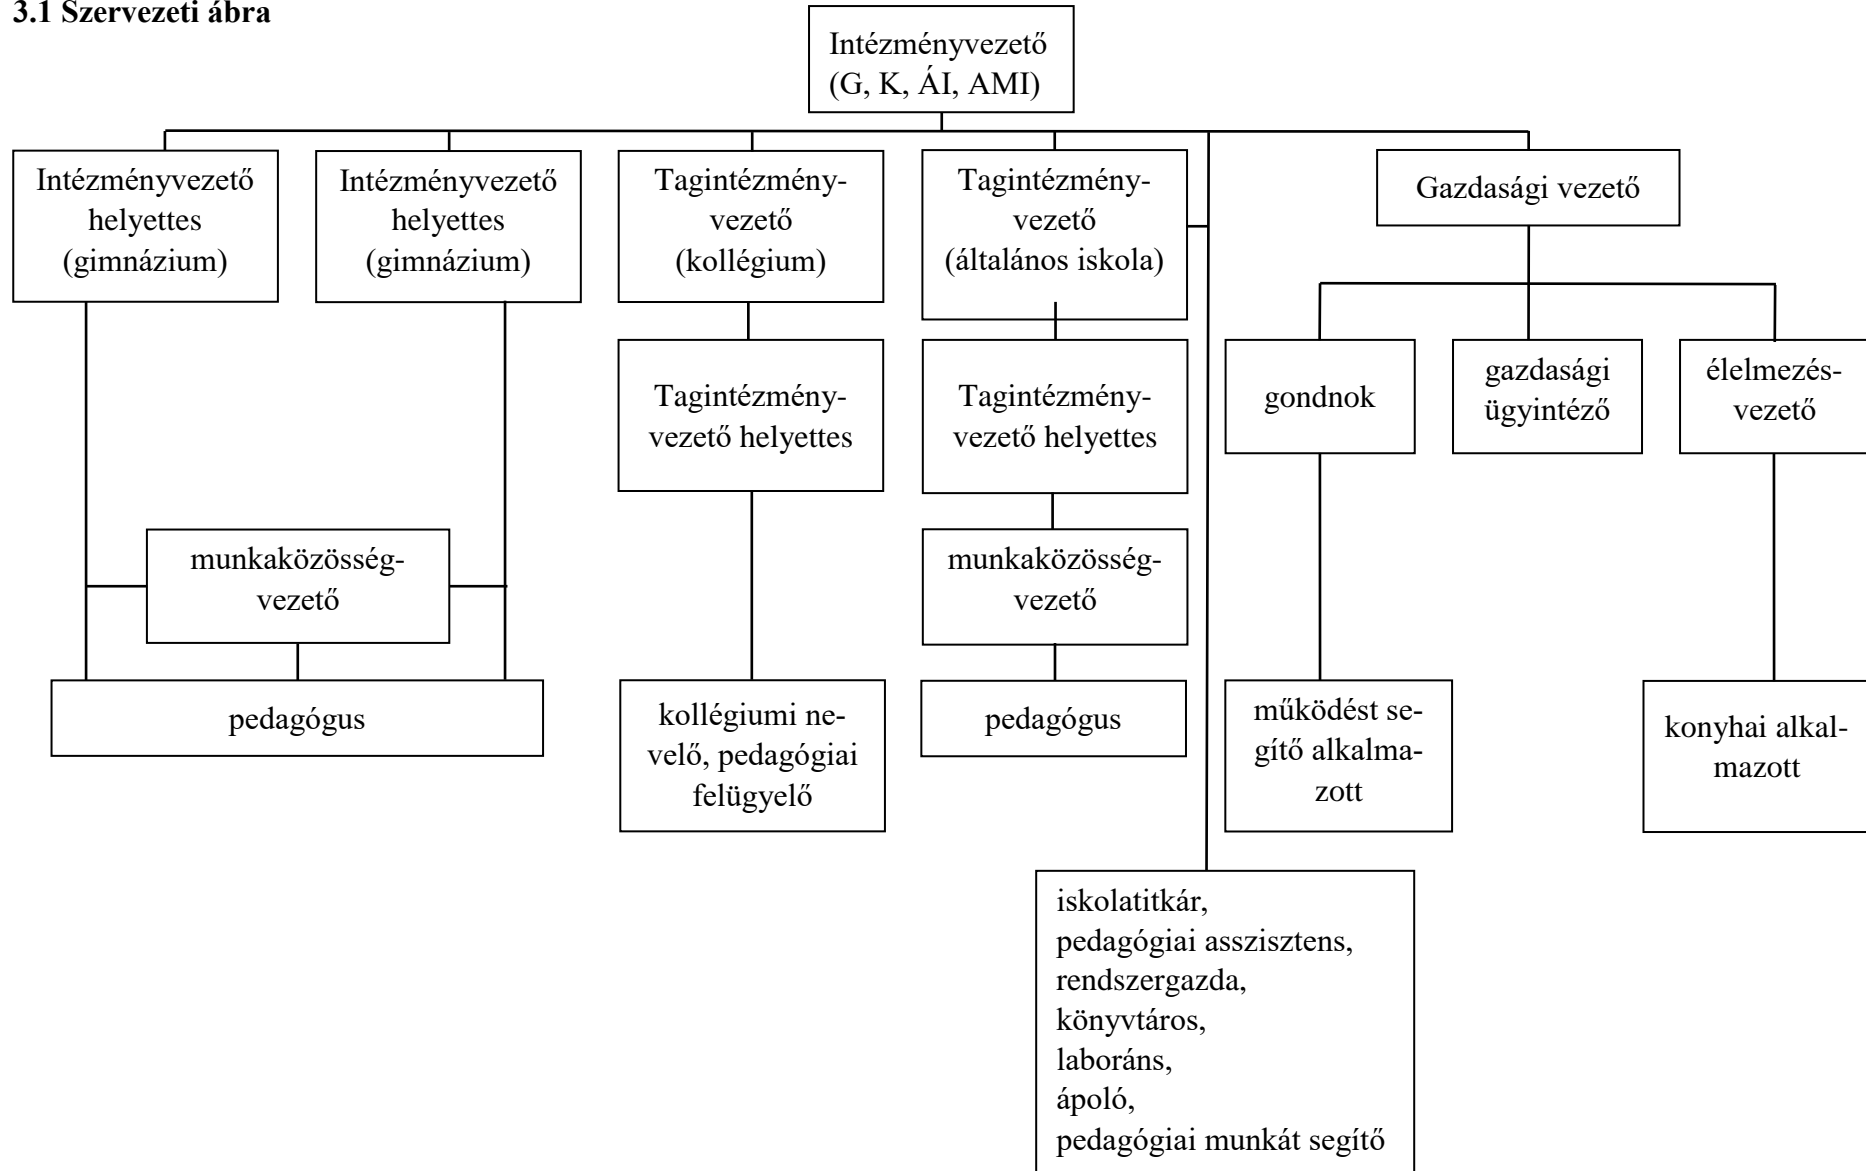 3.1 Szervezeti ábra
Intézményvezető
(G, K, ÁI, AMI)
Intézményvezető
helyettes
(gimnázium)
Intézményvezető
helyettes
(gimnázium)
Tagintézmény-
vezető
(kollégium)
Tagintézmény-
vezető
(általános iskola)
Gazdasági vezető
Tagintézmény-
vezető helyettes
Tagintézmény-
vezető helyettes
gondnok
gazdasági
ügyintéző
élelmezés-
vezető
munkaközösség-
vezető
munkaközösség-
vezető
pedagógus
kollégiumi ne-
velő, pedagógiai
felügyelő
pedagógus
működést se-
gítő alkalma-
zott
konyhai alkal-
mazott
iskolatitkár,
pedagógiai asszisztens,
rendszergazda,
könyvtáros,
laboráns,
ápoló,
pedagógiai munkát segítő